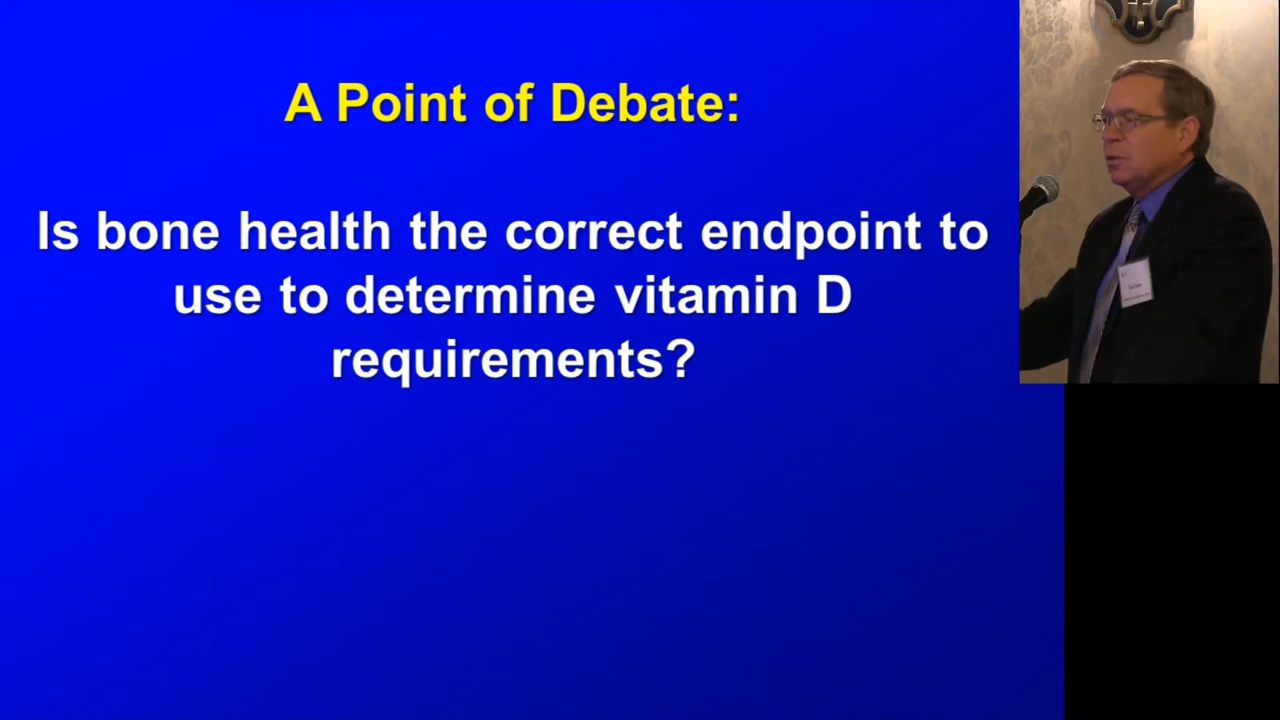 A Point of Debate:
Is bone health the correct endpoint to
use to determine vitamin D
requirements?